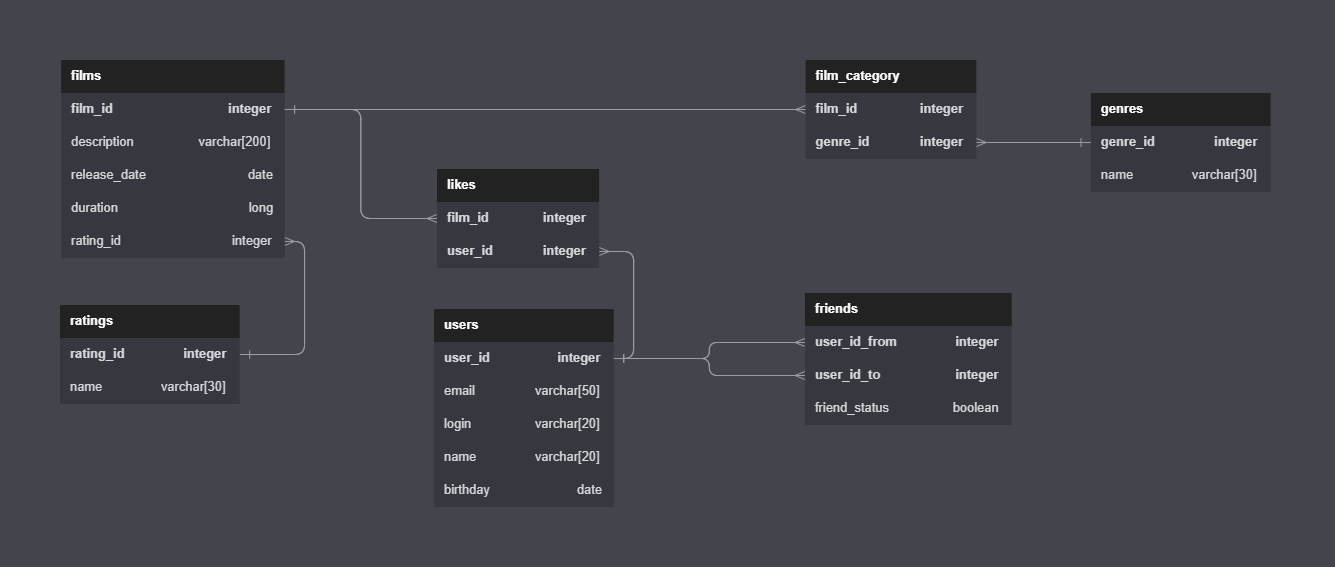 films
film_id integer
description varchar[200]
release_date date
duration long
rating_id integer
ratings
rating_id integer
name varchar[30]
likes
film_id integer
user_id integer
users
user_id integer
email varchar[50]
login varchar[20]
name varchar[20]
birthday date
film_category
film_id integer
genre_id integer
friends
user_id_from integer
user_id_to integer
friend_status boolean
genres
genre_id integer
name varchar[30]